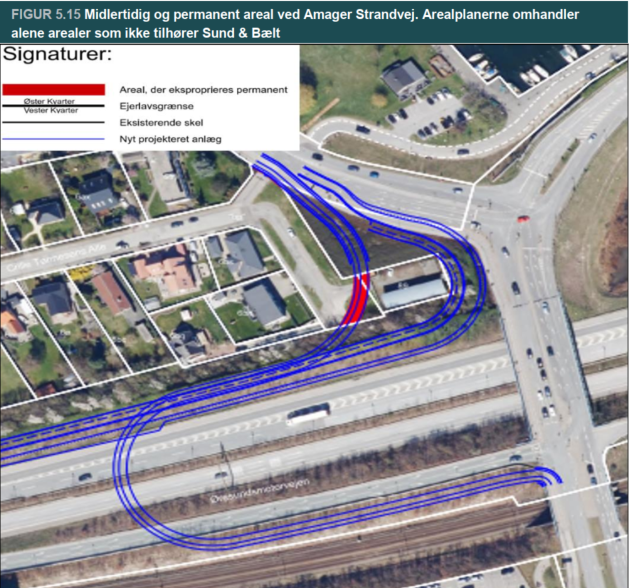 FIGUR 5.15 Midlertidig og permanent areal ved Amager Strandvej. Arealplanerne omhandler
alene arealer som ikke tilhører Sund & Bælt
Signaturer:
Areal, der eksproprieres permanent
Øster Kvarter
Vester Kvarter
Ejerlavsgrænse
Eksisterende skel
Nyt projekteret anlæg
Øresundsmotorvejen